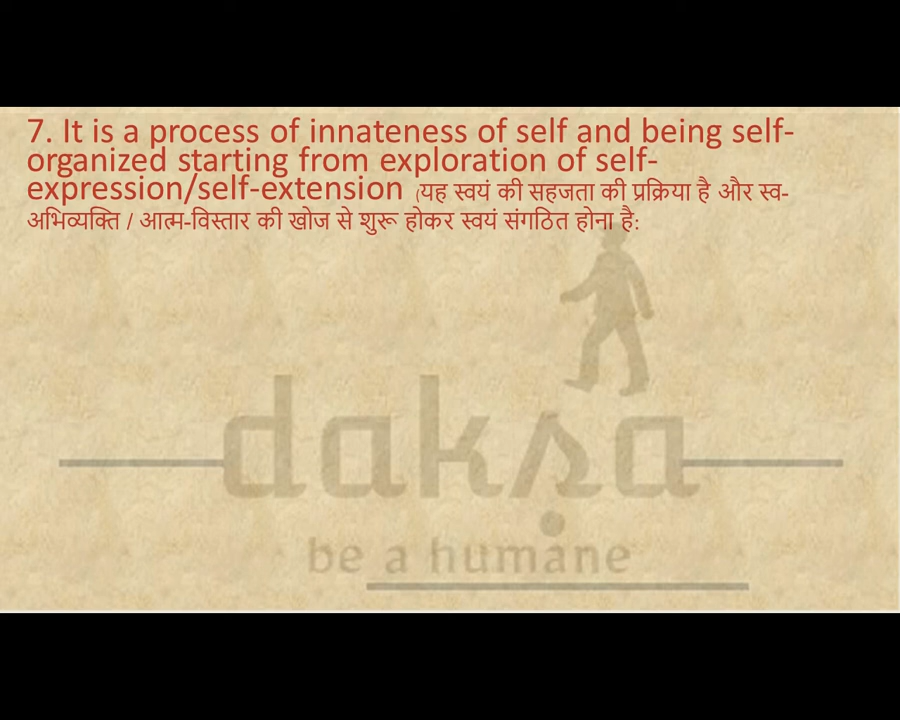 7. It is a process of innateness of self and being self-
organized starting from exploration of self-
expression/self-extension (यह स्वयं की सहजता की प्रक्रिया है और स्व-
अभिव्यक्ति / आत्म-विस्तार की खोज से शुरू होकर स्वयं संगठित होना है:
dakṣa
be a humane